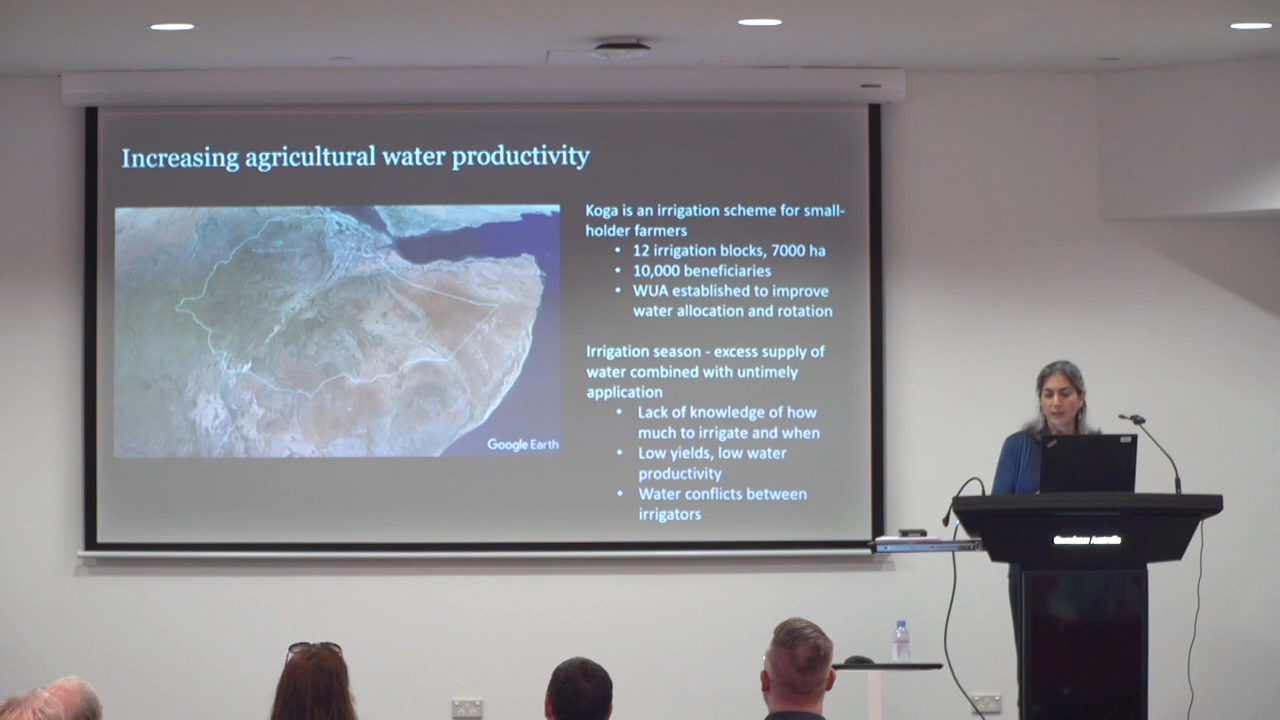 Increasing agricultural water productivity
Koga is an irrigation scheme for small-
holder farmers
• 12 irrigation blocks, 7000 ha
• 10,000 beneficiaries
• WUA established to improve
water allocation and rotation
Irrigation season - excess supply of
water combined with untimely
application
• Lack of knowledge of how
much to irrigate and when
• Low yields, low water
productivity
• Water conflicts between
irrigators
Google Earth
Geoscience Australia